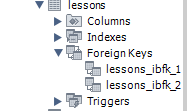 lessons
Columns
Indexes
Foreign Keys
lessons_ibfk_1
lessons_ibfk_2
Triggers